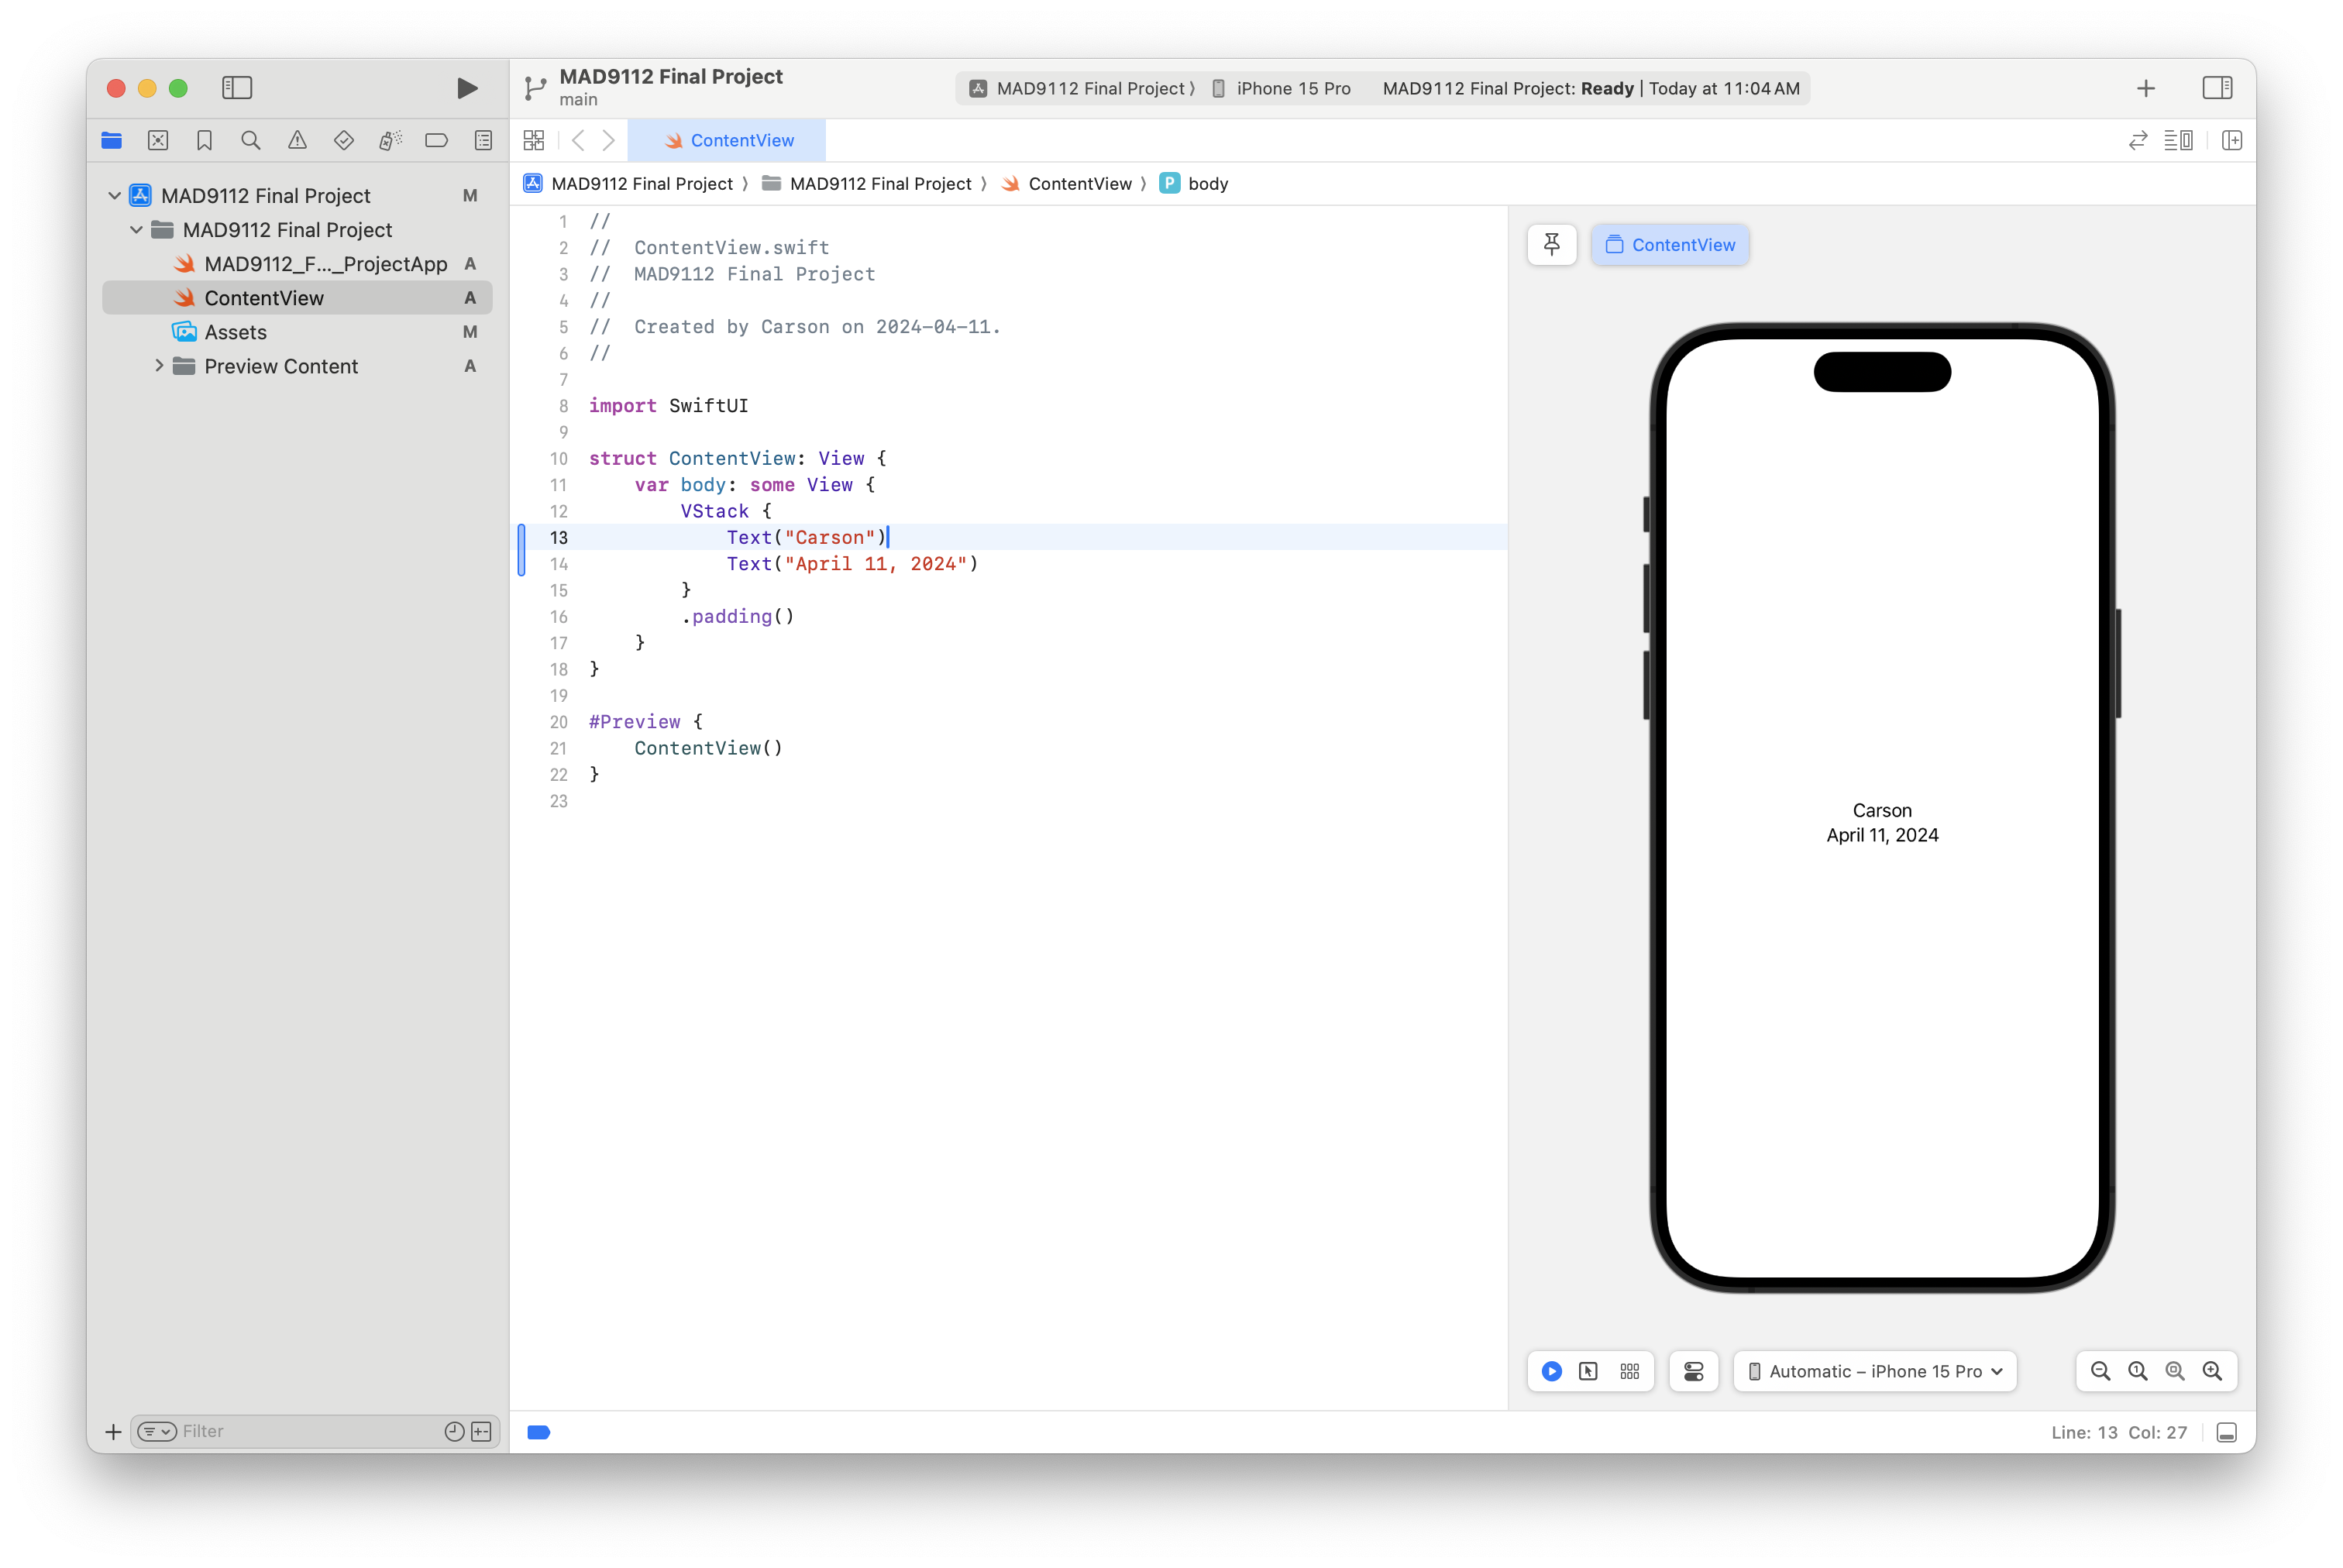 MAD9112 Final Project
main
MAD9112 Final Project ⟩ iPhone 15 Pro
MAD9112 Final Project: Ready | Today at 11:04 AM
ContentView
MAD9112 Final Project ⟩ MAD9112 Final Project ⟩ ContentView ⟩ P body
MAD9112 Final Project M
MAD9112 Final Project
MAD9112_F..._ProjectApp A
ContentView A
Assets M
Preview Content A
Filter
1 //
2 //  ContentView.swift
3 //  MAD9112 Final Project
4 //
5 //  Created by Carson on 2024-04-11.
6 //
7
8 import SwiftUI
9
10 struct ContentView: View {
11     var body: some View {
12         VStack {
13             Text("Carson")
14             Text("April 11, 2024")
15         }
16         .padding()
17     }
18 }
19
20 #Preview {
21     ContentView()
22 }
23
ContentView
Carson
April 11, 2024
Automatic – iPhone 15 Pro
Line: 13 Col: 27